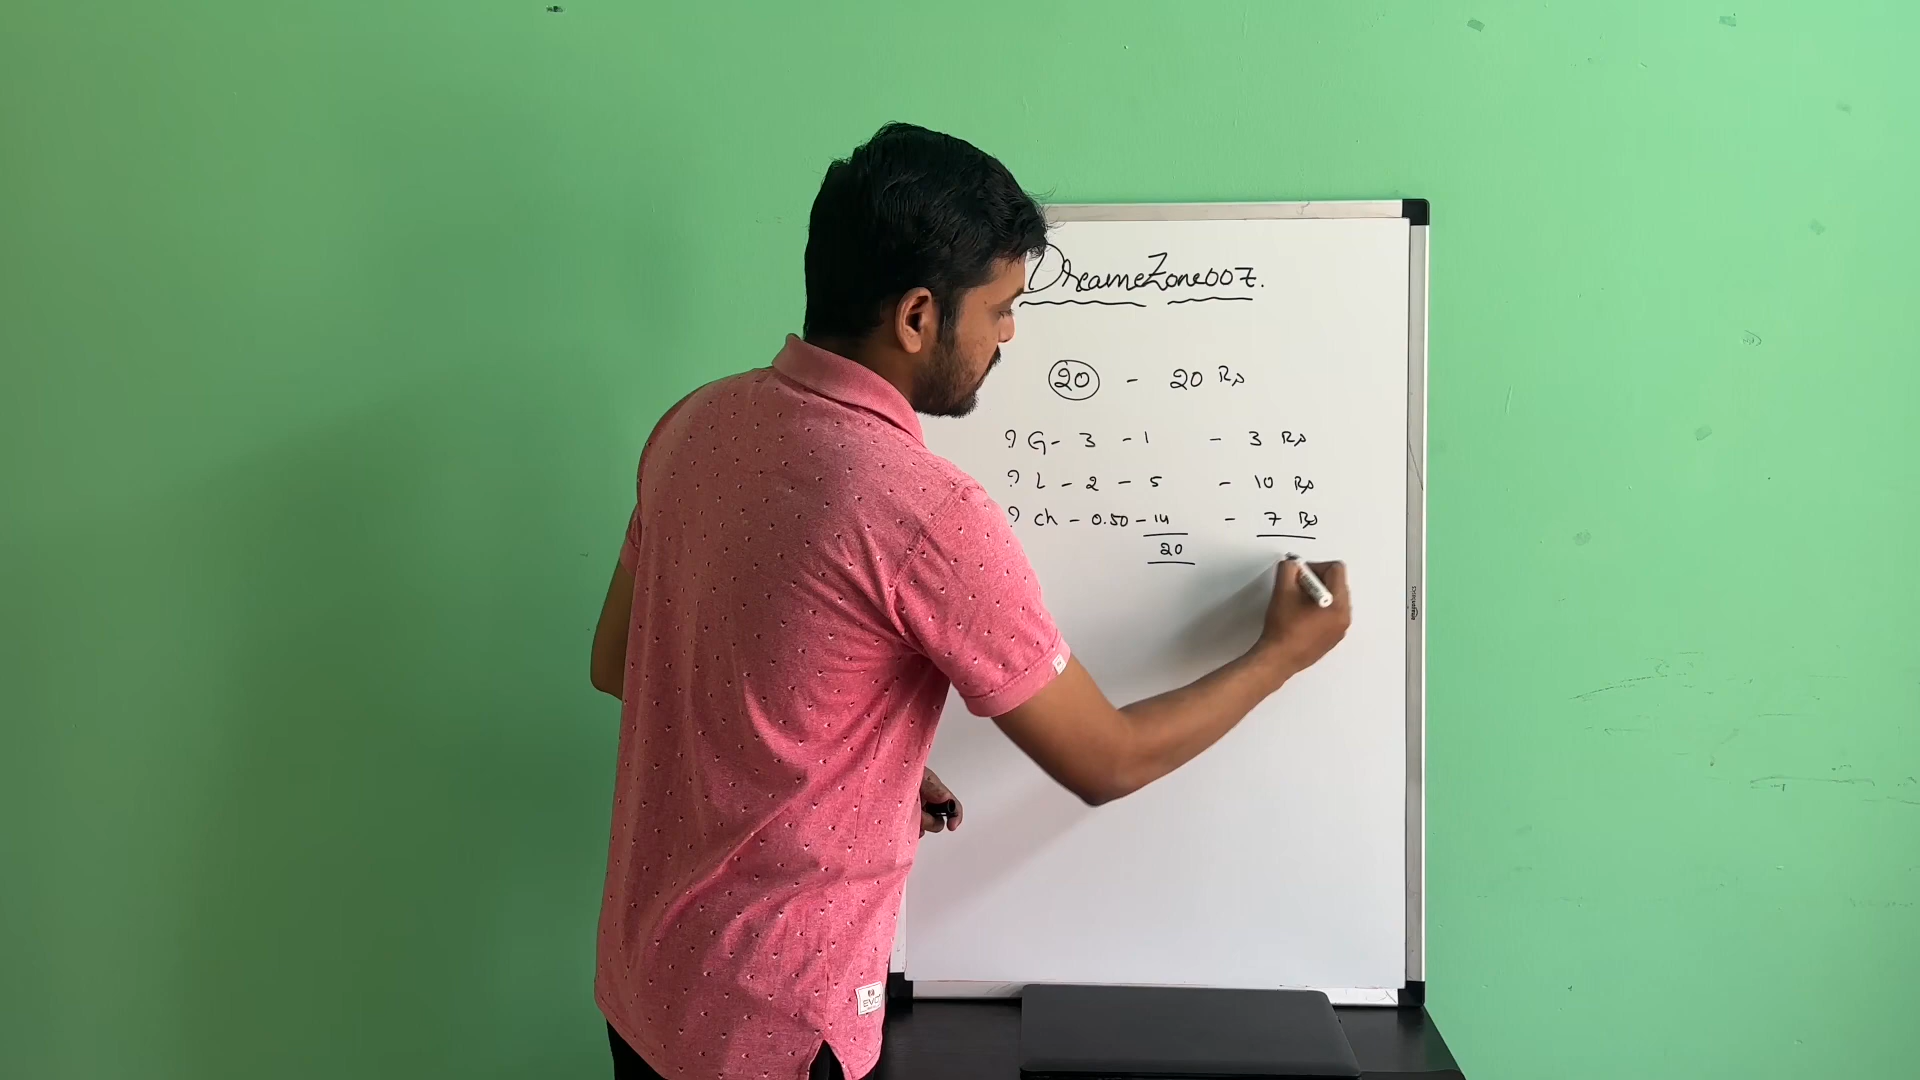 DreameZone007.
20 - 20 Rs
? G - 3 - 1 - 3 Rs
? L - 2 - 5 - 10 Rs
? Ch - 0.50 - 14 - 7 Rs
20